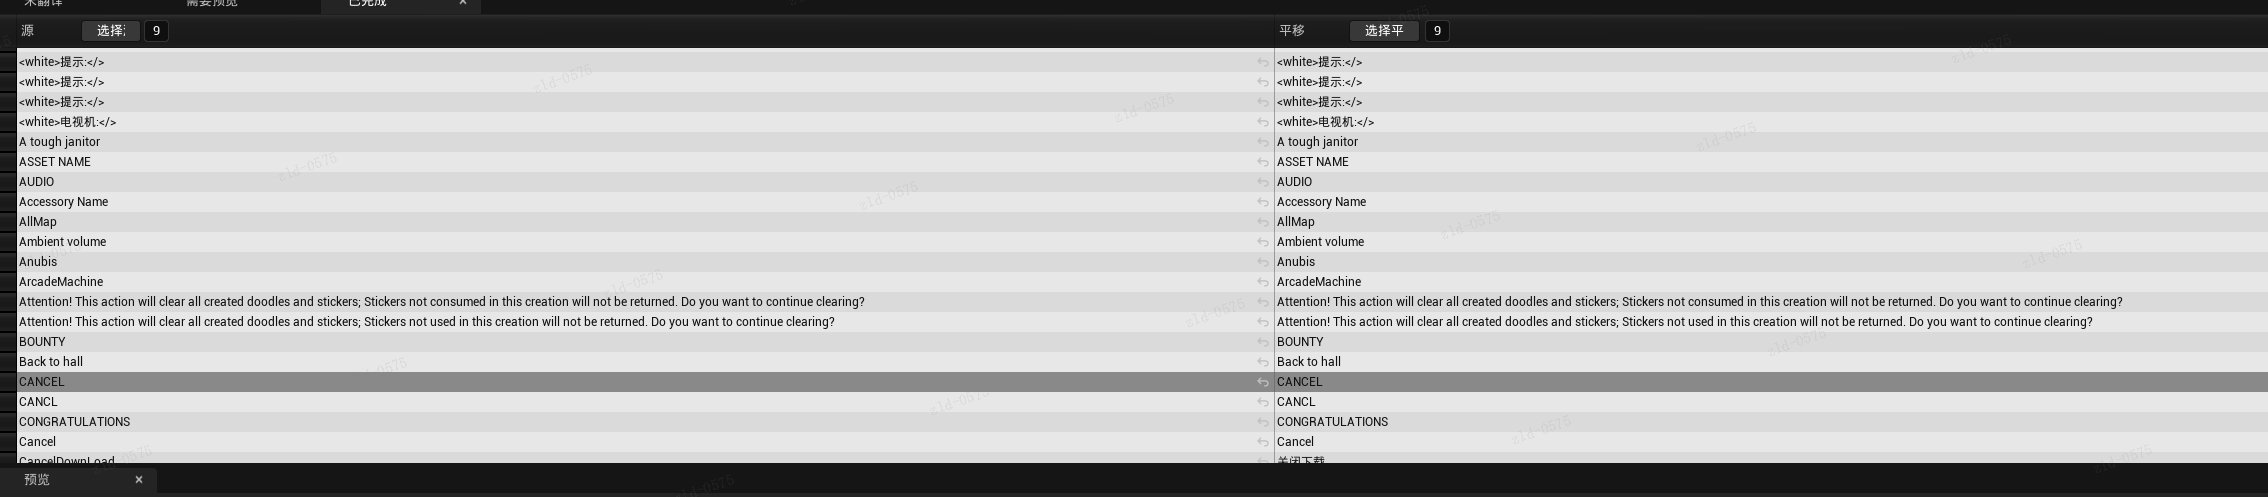 未翻译 需要预览 已完成 ×
源 选择 9 平移 选择平 9
<white>提示:</> <white>提示:</>
<white>提示:</> <white>提示:</>
<white>提示:</> <white>提示:</>
<white>电视机:</> <white>电视机:</>
A tough janitor A tough janitor
ASSET NAME ASSET NAME
AUDIO AUDIO
Accessory Name Accessory Name
AllMap AllMap
Ambient volume Ambient volume
Anubis Anubis
ArcadeMachine ArcadeMachine
Attention! This action will clear all created doodles and stickers; Stickers not consumed in this creation will not be returned. Do you want to continue clearing? Attention! This action will clear all created doodles and stickers; Stickers not consumed in this creation will not be returned. Do you want to continue clearing?
Attention! This action will clear all created doodles and stickers; Stickers not used in this creation will not be returned. Do you want to continue clearing? Attention! This action will clear all created doodles and stickers; Stickers not used in this creation will not be returned. Do you want to continue clearing?
BOUNTY BOUNTY
Back to hall Back to hall
CANCEL CANCEL
CANCL CANCL
CONGRATULATIONS CONGRATULATIONS
Cancel Cancel
CancelDownLoad 关闭下载
预览 ×